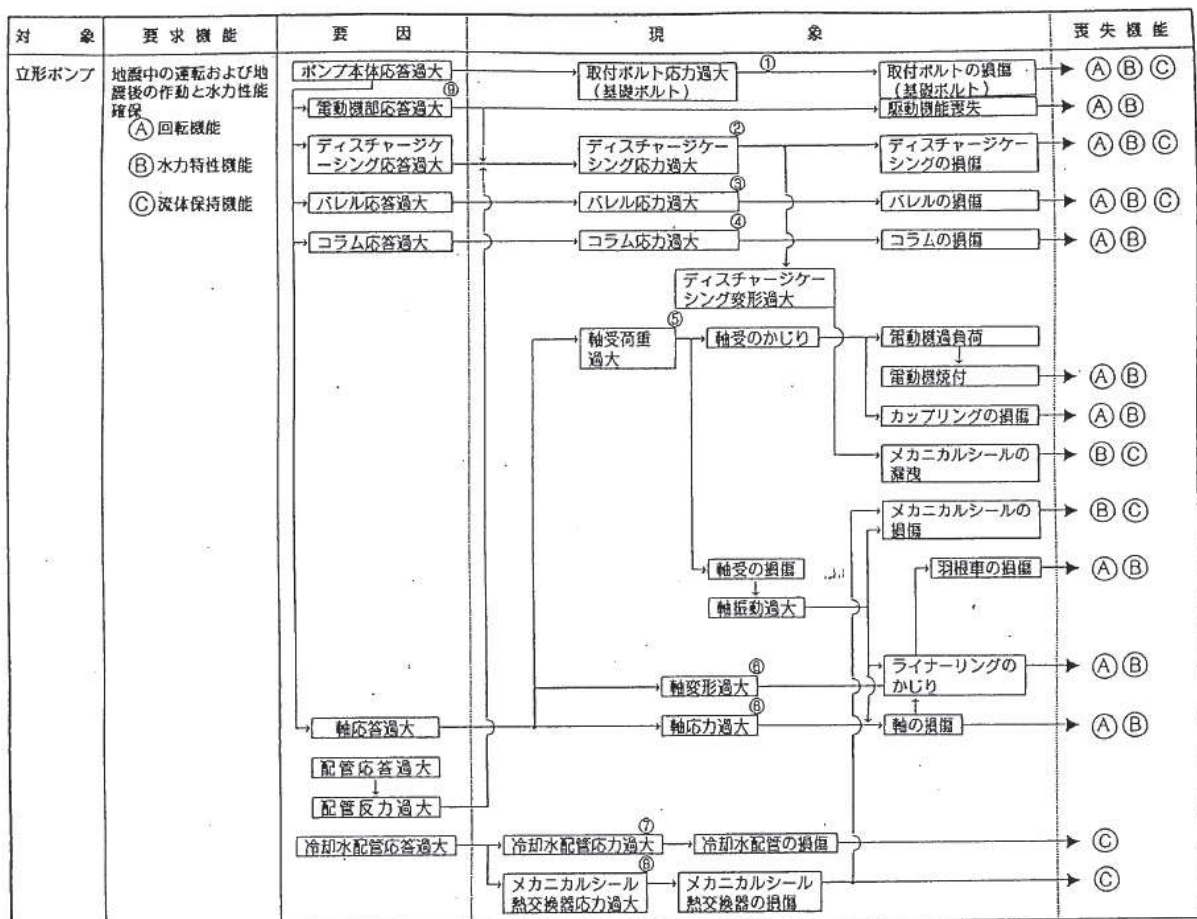 対象
要求機能
要因
現象
喪失機能
立形ポンプ
地震中の運転および地
震後の作動と水力性能
確保
Ⓐ回転機能
Ⓑ水力特性機能
Ⓒ流体保持機能
ポンプ本体応答過大
取付ボルト応力過大
(基礎ボルト)
①
取付ボルトの損傷
(基礎ボルト)
Ⓐ Ⓑ Ⓒ
⑨
電動機部応答過大
駆動機能喪失
Ⓐ Ⓑ
ディスチャージケ
ーシング応答過大
②
ディスチャージケー
シング応力過大
ディスチャージケー
シングの損傷
Ⓐ Ⓑ Ⓒ
バレル応答過大
③
バレル応力過大
バレルの損傷
Ⓐ Ⓑ Ⓒ
コラム応答過大
④
コラム応力過大
コラムの損傷
Ⓐ Ⓑ
ディスチャージケー
シング変形過大
⑤
軸受荷重
過大
軸受のかじり
電動機過負荷
電動機焼付
Ⓐ Ⓑ
カップリングの損傷
Ⓐ Ⓑ
メカニカルシールの
漏洩
Ⓑ Ⓒ
メカニカルシールの
損傷
Ⓑ Ⓒ
軸受の損傷
羽根車の損傷
Ⓐ Ⓑ
軸振動過大
ライナーリングの
かじり
Ⓐ Ⓑ
軸変形過大
軸応答過大
軸応力過大
軸の損傷
Ⓐ Ⓑ
配管応答過大
配管反力過大
⑦
冷却水配管応答過大
冷却水配管応力過大
冷却水配管の損傷
Ⓒ
メカニカルシール
熱交換器応力過大
メカニカルシール
熱交換器の損傷
Ⓒ